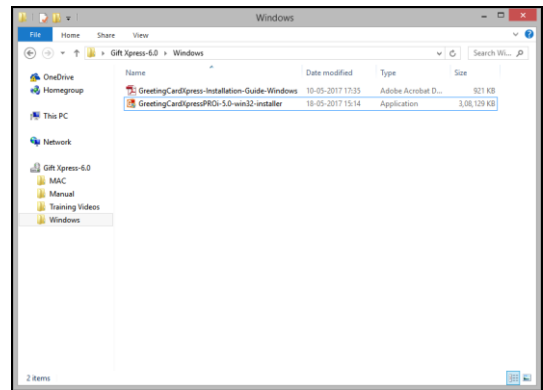 Windows
File Home Share View
Gift Xpress-6.0 Windows Search Wi...
Name Date modified Type Size
OneDrive
Homegroup
This PC
Network
Gift Xpress-6.0
MAC
Manual
Training Videos
Windows
GreetingCardXpress-Installation-Guide-Windows 10-05-2017 17:35 Adobe Acrobat D... 921 KB
GreetingCardXpressPROi-5.0-win32-installer 18-05-2017 15:14 Application 3,08,129 KB
2 items